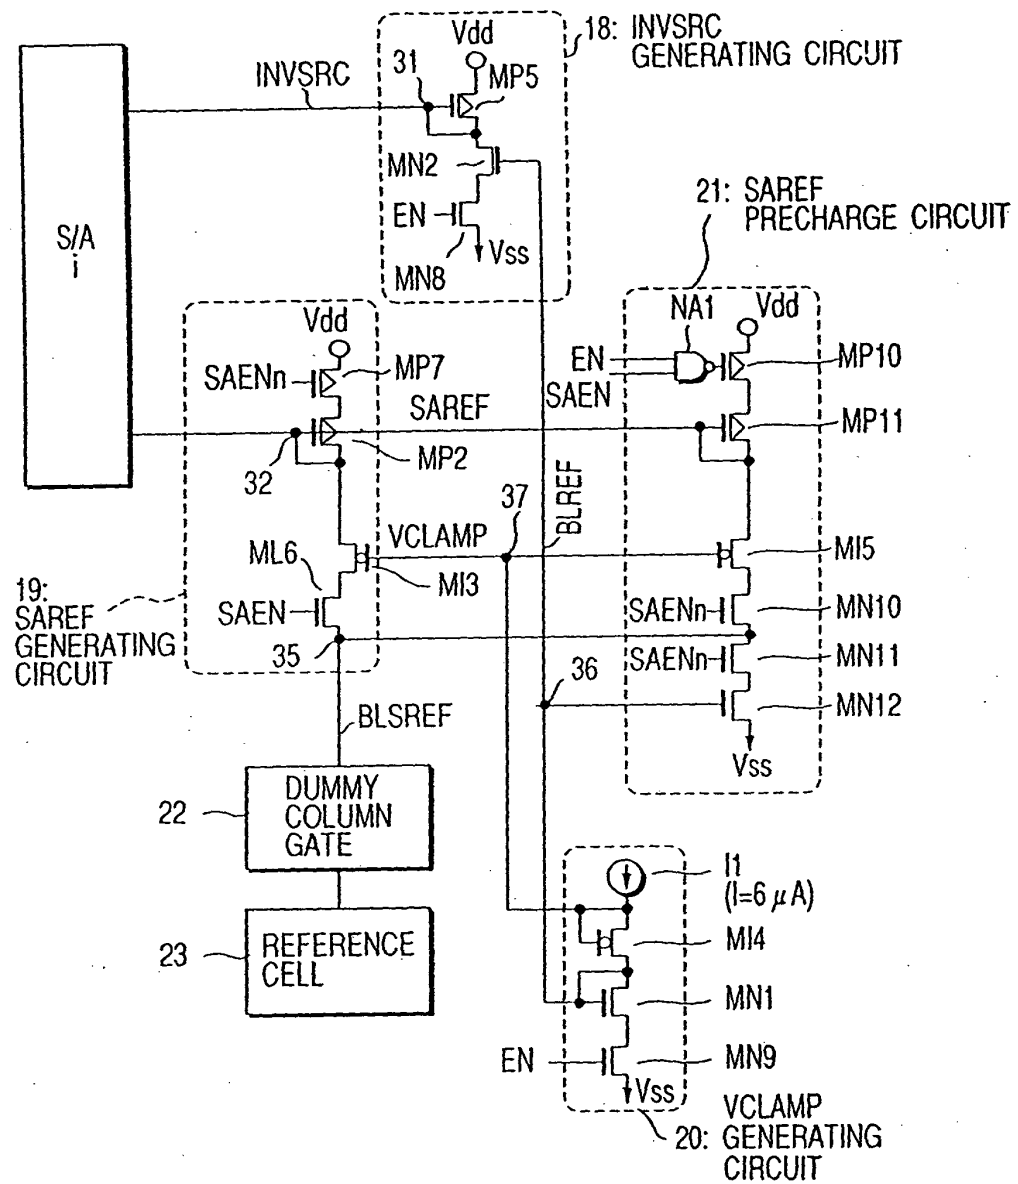 18: INVSRC
GENERATING CIRCUIT
Vdd
31
INVSRC
MP5
MN2
EN
Vss
MN8
S/A
i
21: SAREF
PRECHARGE CIRCUIT
NA1
Vdd
EN
SAEN
MP10
MP11
Vdd
SAENn
MP7
SAREF
MP2
32
BLREF
37
VCLAMP
ML6
MI3
MI5
SAEN
SAENn
MN10
35
SAENn
MN11
36
MN12
Vss
19:
SAREF
GENERATING
CIRCUIT
BLSREF
22
DUMMY
COLUMN
GATE
23
REFERENCE
CELL
I1
(I=6 μA)
MI4
MN1
EN
MN9
Vss
20: VCLAMP
GENERATING
CIRCUIT